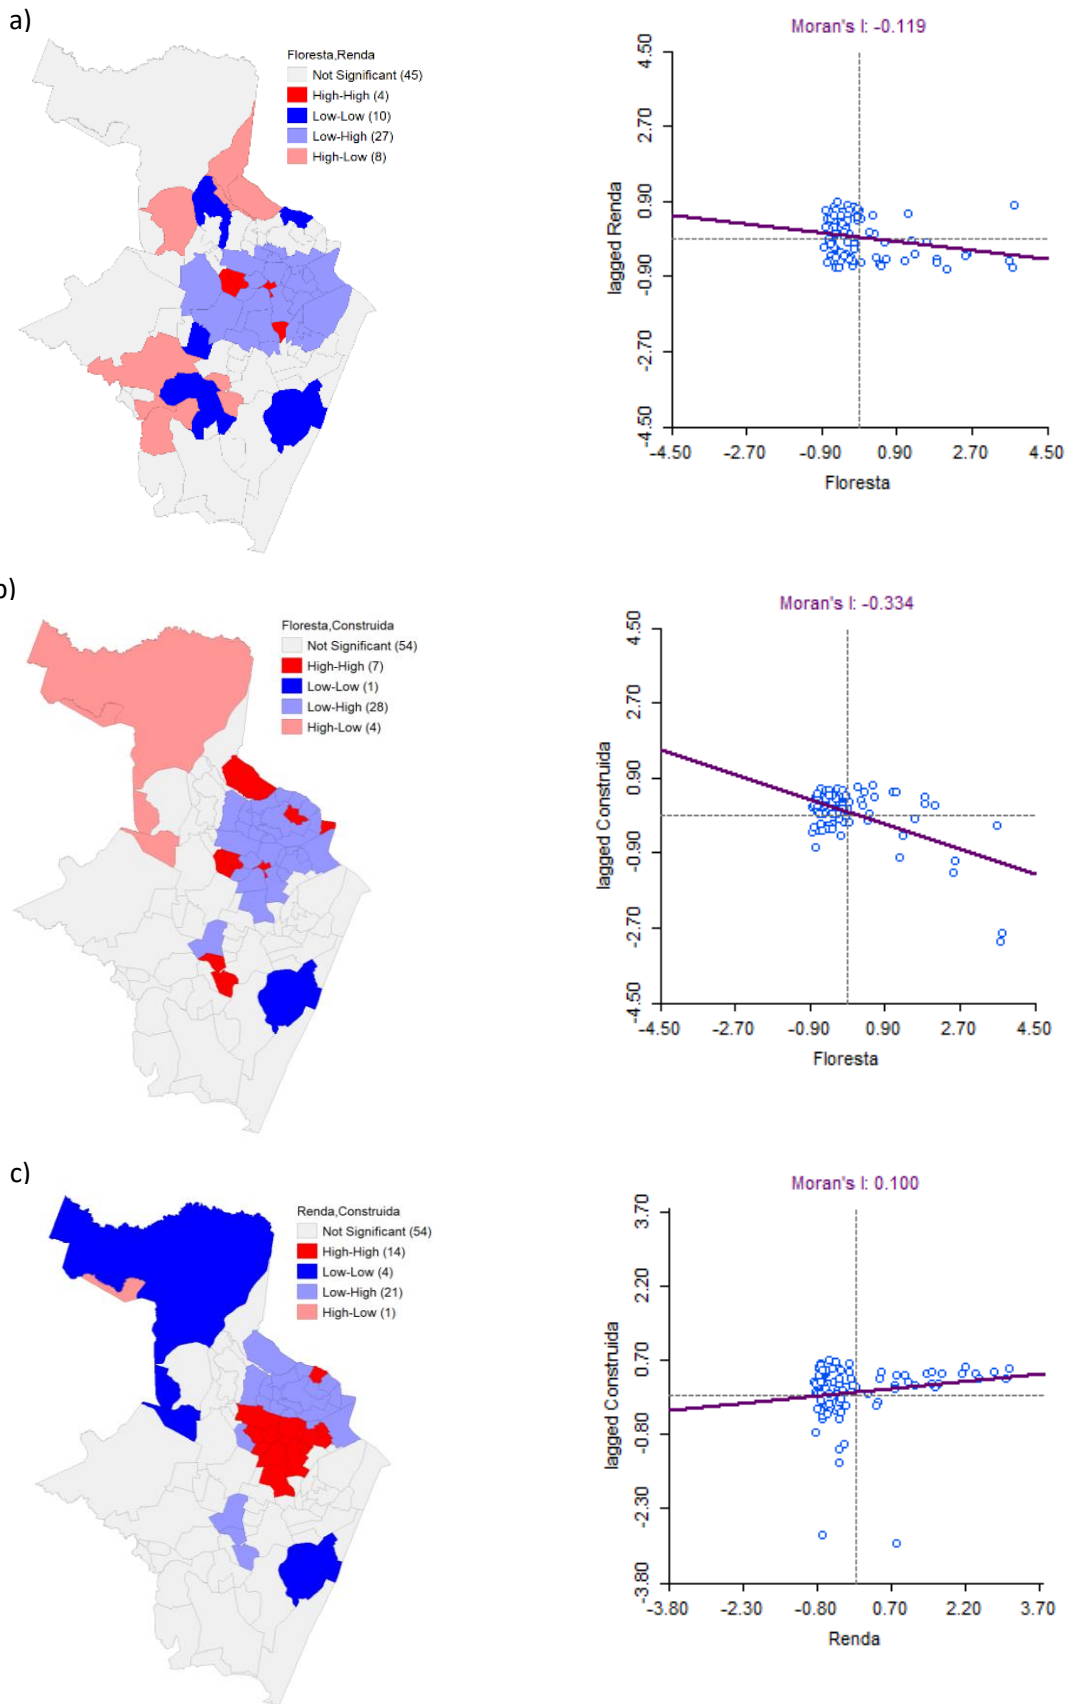 a)
Floresta,Renda
Not Significant (45)
High-High (4)
Low-Low (10)
Low-High (27)
High-Low (8)
Moran's I: -0.119
lagged Renda
4.50
2.70
0.90
-0.90
-2.70
-4.50
-4.50 -2.70 -0.90 0.90 2.70 4.50
Floresta
b)
Floresta,Construida
Not Significant (54)
High-High (7)
Low-Low (1)
Low-High (28)
High-Low (4)
Moran's I: -0.334
lagged Construida
4.50
2.70
0.90
-0.90
-2.70
-4.50
-4.50 -2.70 -0.90 0.90 2.70 4.50
Floresta
c)
Renda,Construida
Not Significant (54)
High-High (14)
Low-Low (4)
Low-High (21)
High-Low (1)
Moran's I: 0.100
lagged Construida
3.70
2.20
0.70
-0.80
-2.30
-3.80
-3.80 -2.30 -0.80 0.70 2.20 3.70
Renda